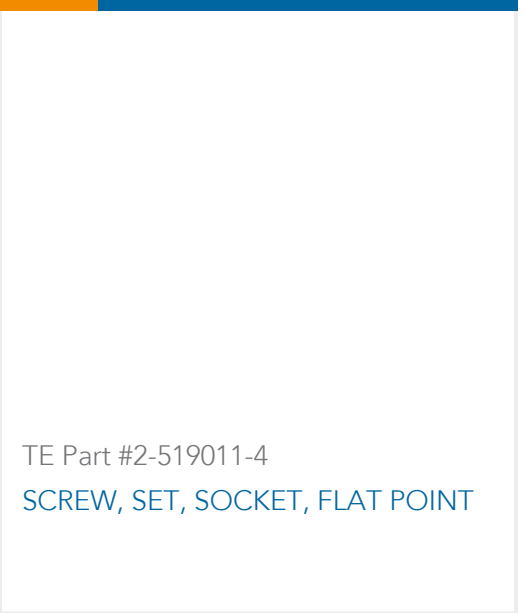 TE Part #2-519011-4
SCREW, SET, SOCKET, FLAT POINT